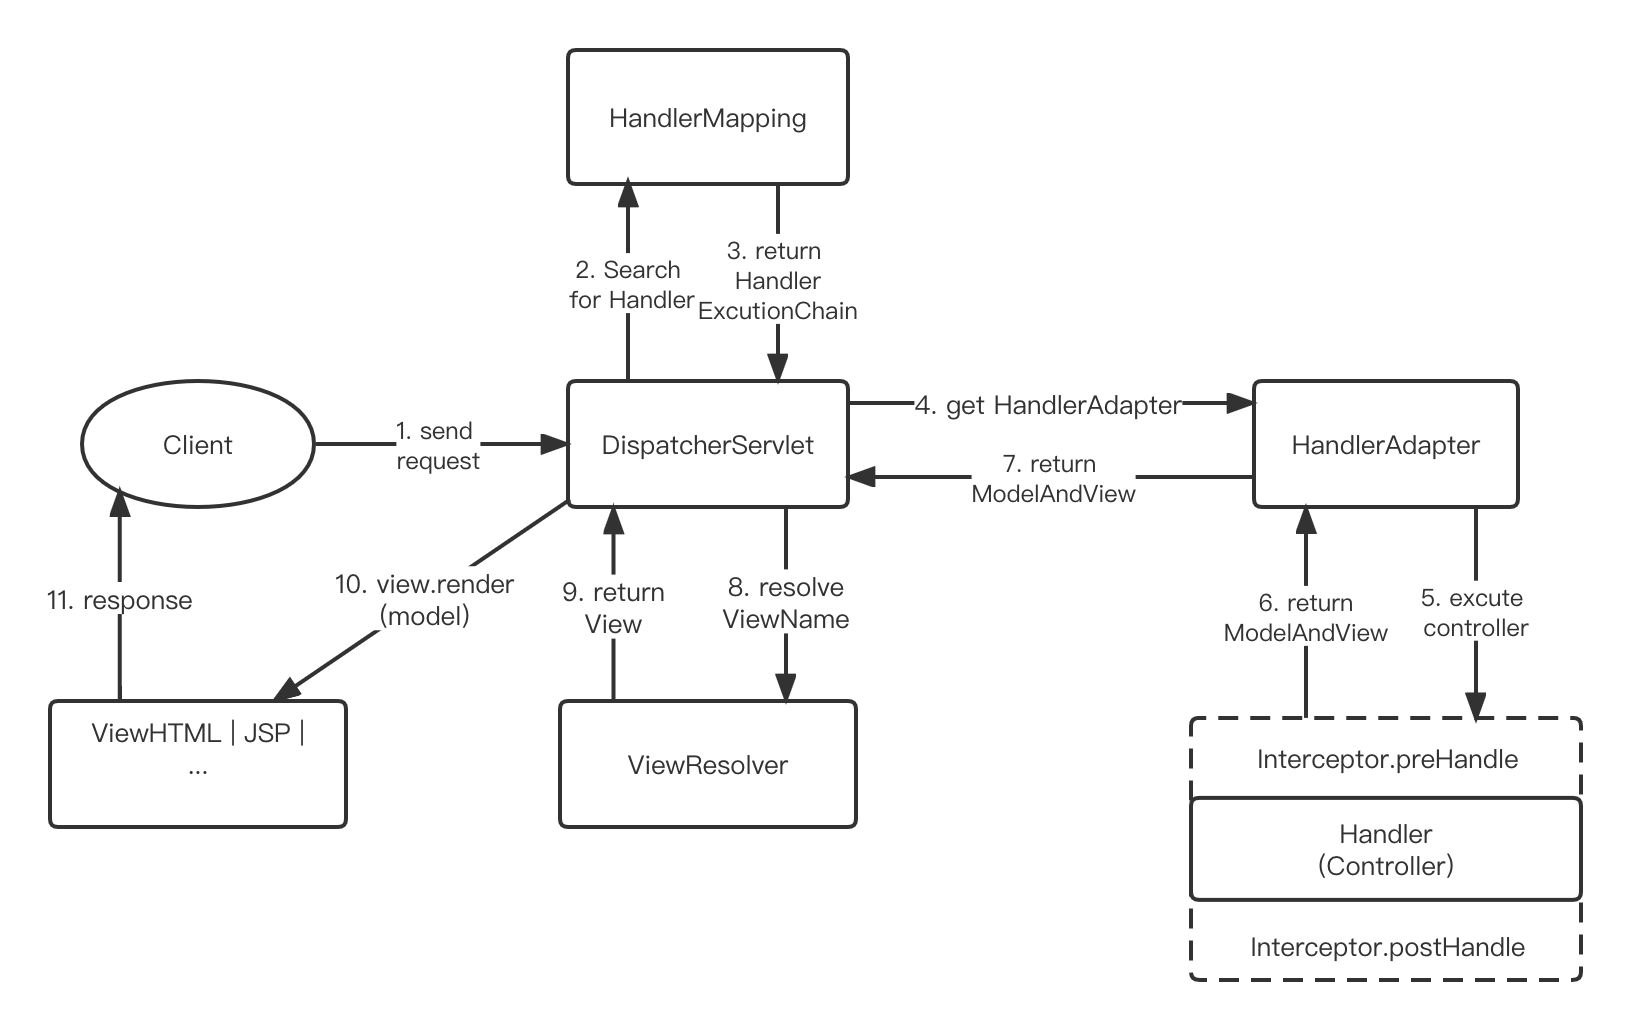 HandlerMapping
2. Search
for Handler
3. return
Handler
ExcutionChain
Client
1. send
request
DispatcherServlet
4. get HandlerAdapter
7. return
ModelAndView
HandlerAdapter
11. response
10. view.render
(model)
9. return
View
8. resolve
ViewName
6. return
ModelAndView
5. excute
controller
ViewHTML | JSP |
...
ViewResolver
Interceptor.preHandle
Handler
(Controller)
Interceptor.postHandle